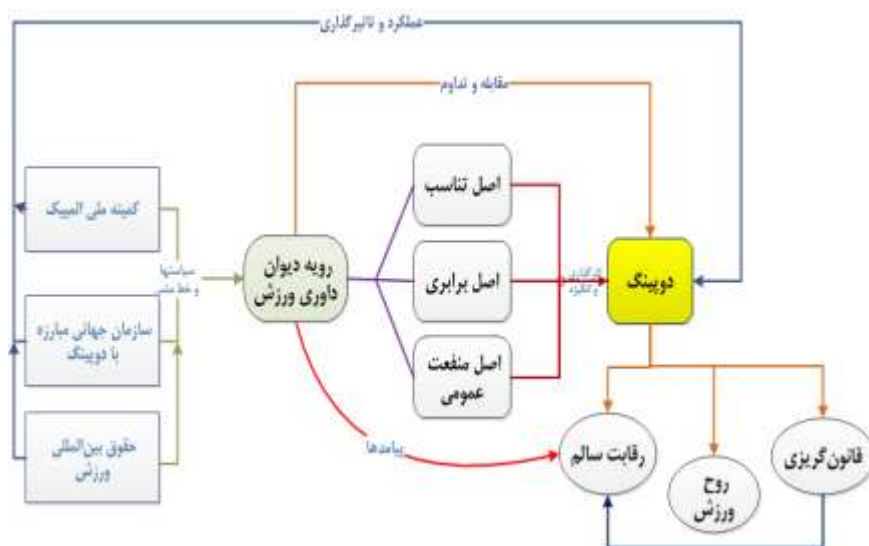 عملکرد و تاثیرگذاری
مقابله و تداوم
کمیته ملی المپیک
سازمان جهانی مبارزه
با دوپینگ
حقوق بین‌المللی
ورزش
سیاستها
و خط مشی
رویه دیوان
داوری ورزش
اصل تناسب
اصل برابری
اصل منفعت
عمومی
و انگیزه
دوپینگ
پیامدها
رقابت سالم
روح
ورزش
قانون‌گریزی